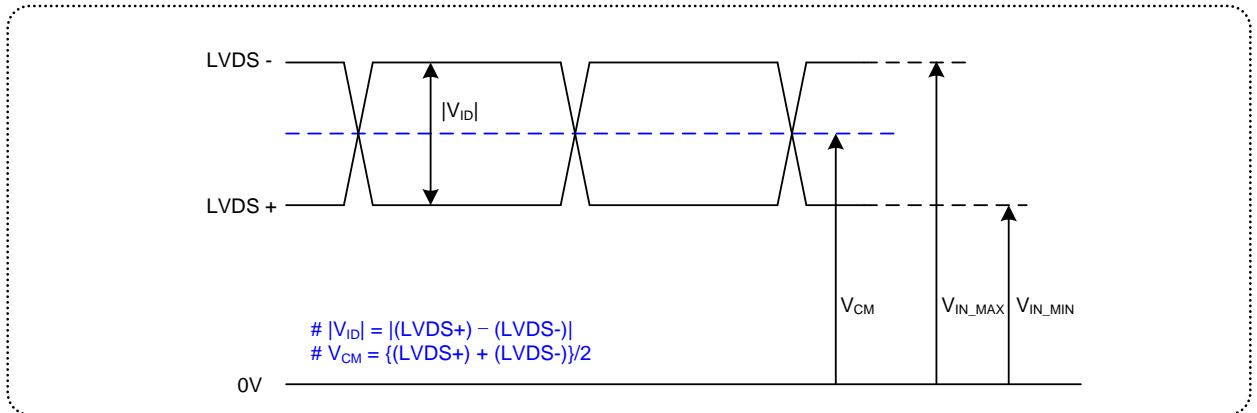 LVDS -
|VID|
LVDS +
VCM
VIN_MAX
VIN_MIN
# |VID| = |(LVDS+) − (LVDS-)|
# VCM = {(LVDS+) + (LVDS-)}/2
0V